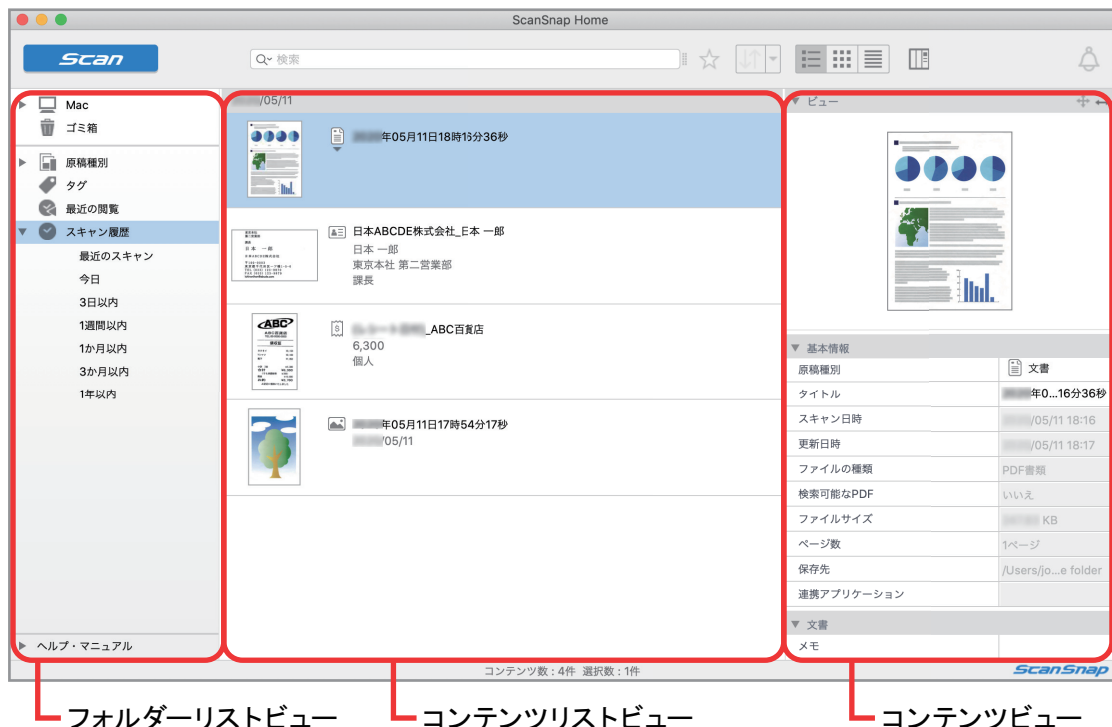 ScanSnap Home
Scan
検索
Mac
ゴミ箱
原稿種別
タグ
最近の閲覧
スキャン履歴
最近のスキャン
今日
3日以内
1週間以内
1か月以内
3か月以内
1年以内
ヘルプ・マニュアル
/05/11
年05月11日18時16分36秒
日本ABCDE株式会社_日本 一郎
日本 一郎
東京本社 第二営業部
課長
ABC
領収証
_ABC百貨店
6,300
個人
年05月11日17時54分17秒
/05/11
ビュー
基本情報
原稿種別 文書
タイトル 年0...16分36秒
スキャン日時 /05/11 18:16
更新日時 /05/11 18:17
ファイルの種類 PDF書類
検索可能なPDF いいえ
ファイルサイズ KB
ページ数 1ページ
保存先 /Users/jo...e folder
連携アプリケーション
文書
メモ
コンテンツ数:4件 選択数:1件
ScanSnap
フォルダーリストビュー
コンテンツリストビュー
コンテンツビュー